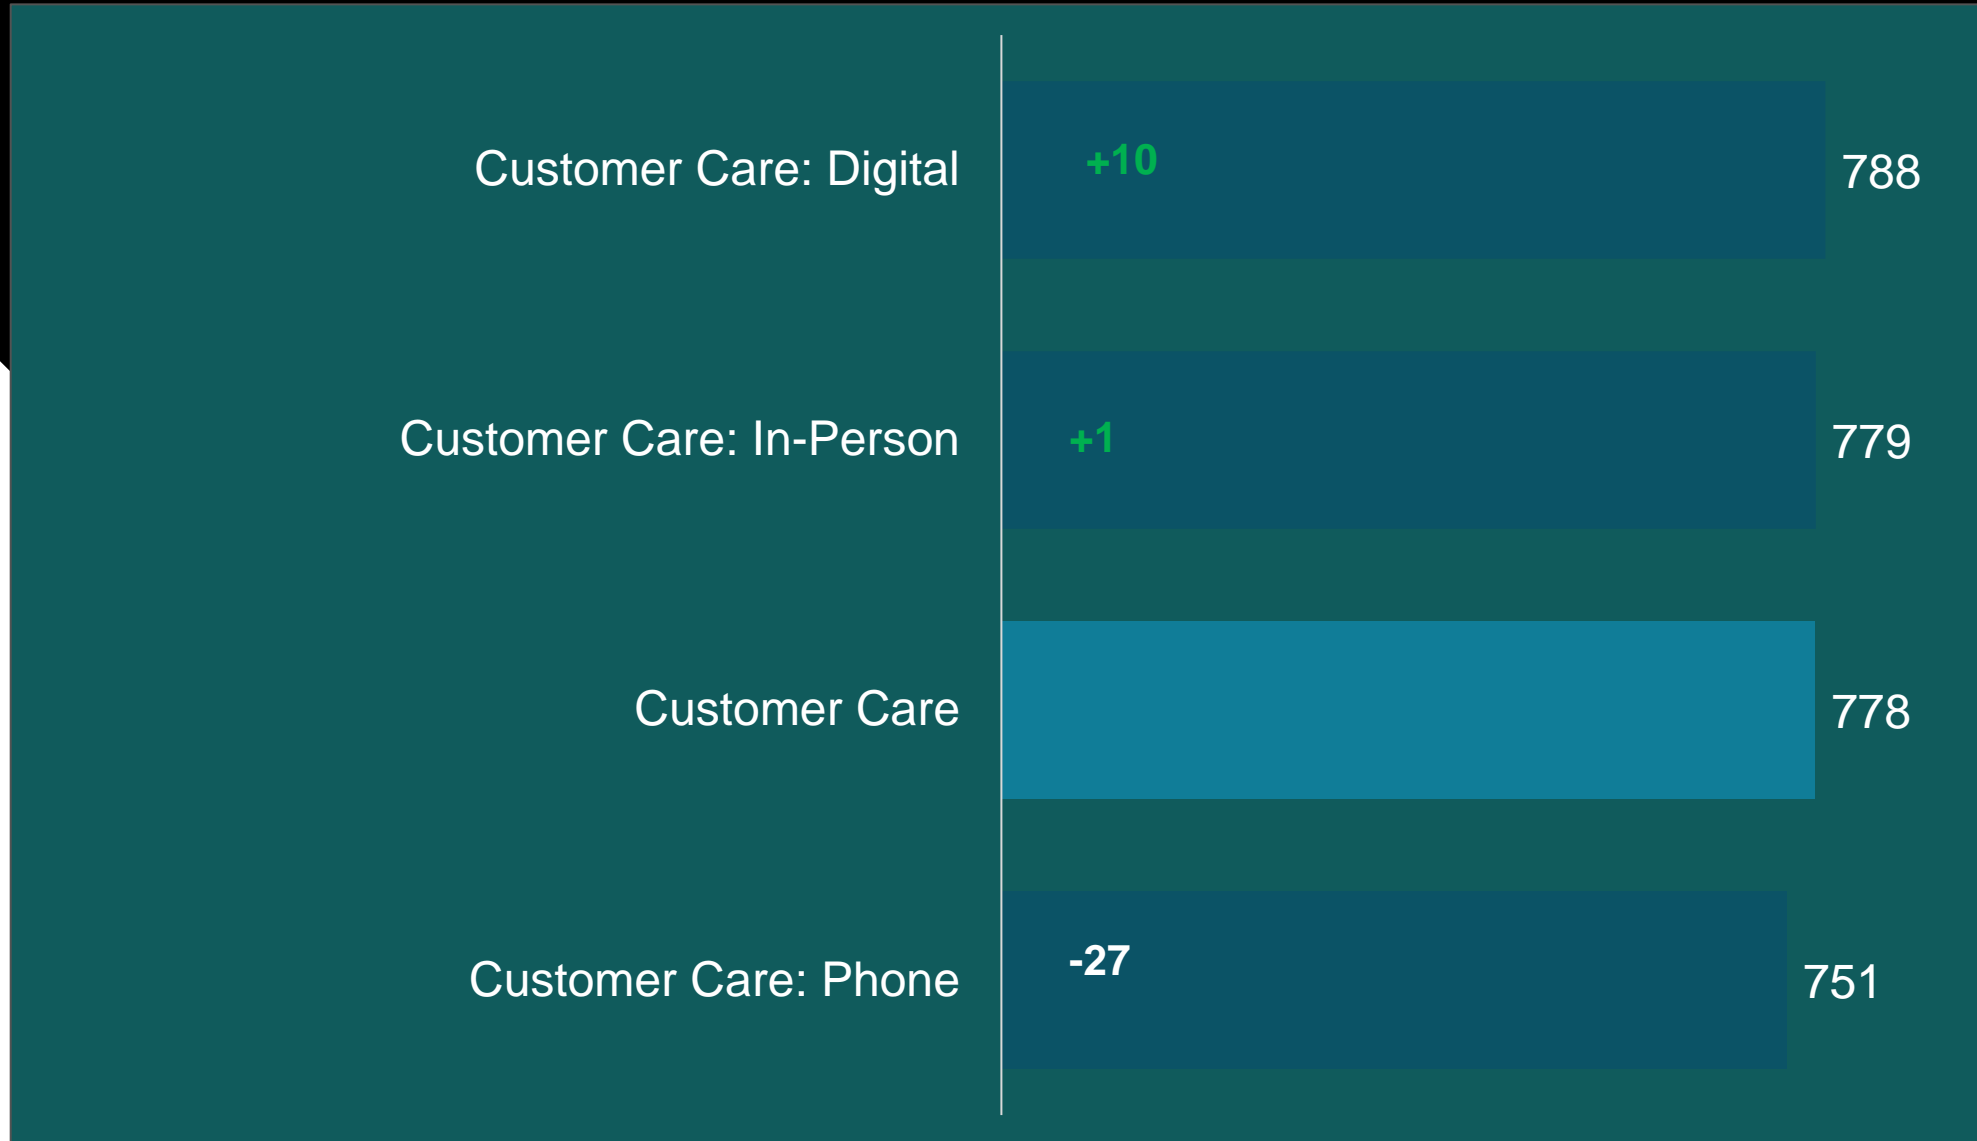 Customer Care: Digital
+10
788
Customer Care: In-Person
+1
779
Customer Care
778
Customer Care: Phone
-27
751